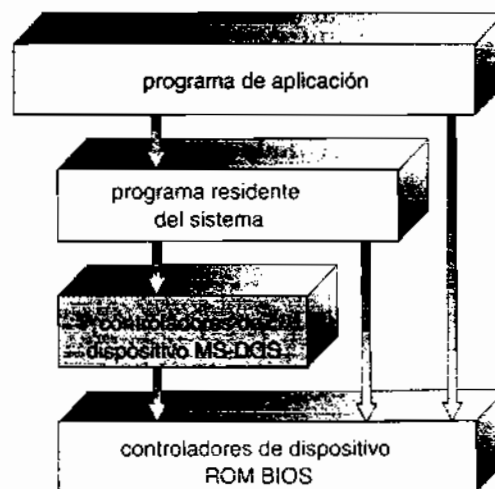 programa de aplicación
programa residente
del sistema
controladores de
dispositivo MS-DOS
controladores de dispositivo
ROM BIOS